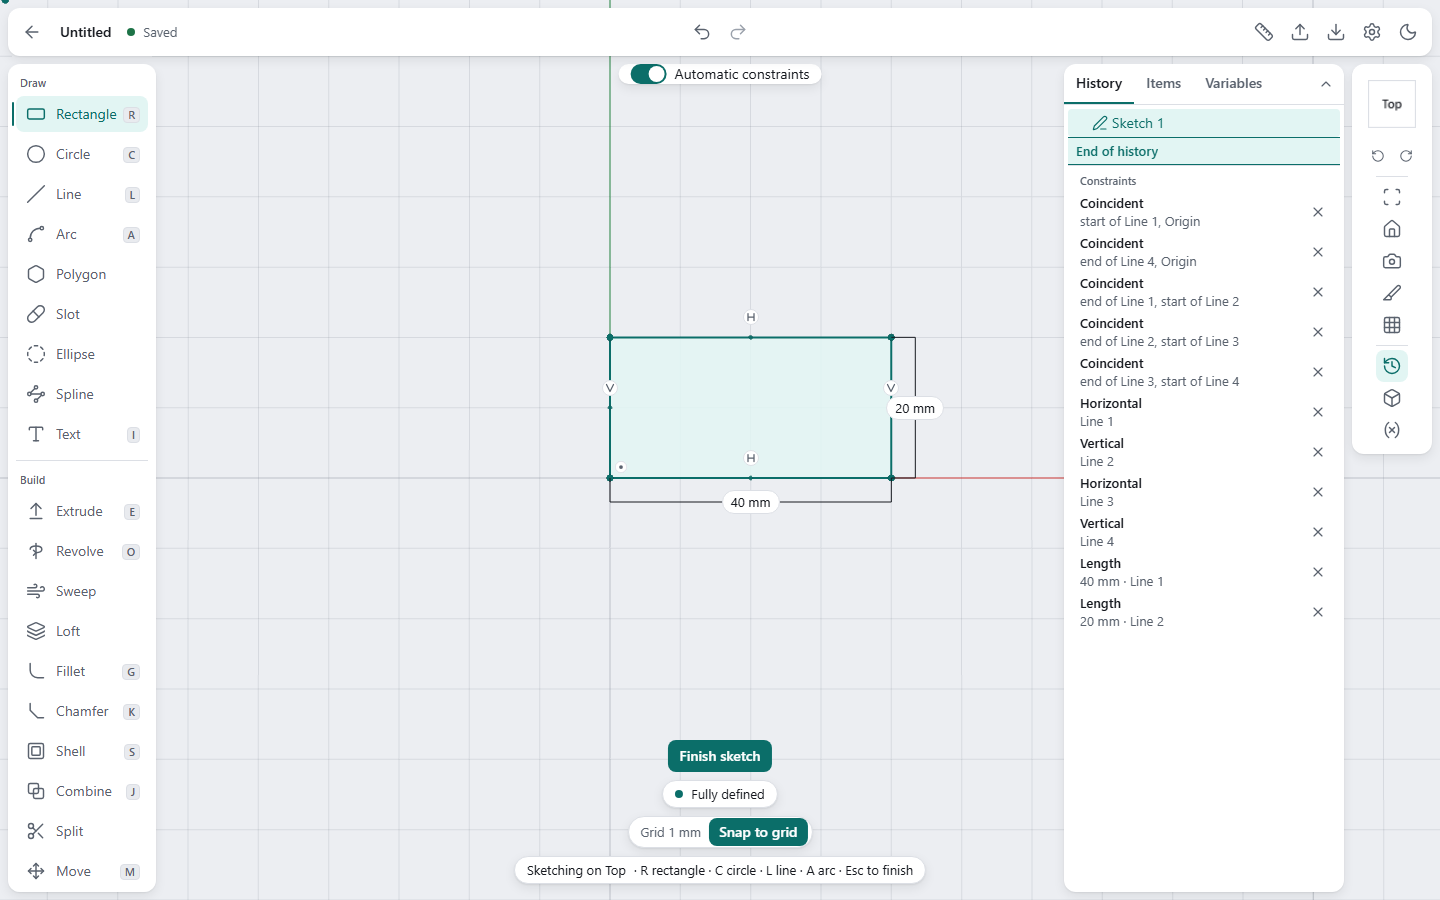 Untitled
Saved
Automatic constraints
Draw
Rectangle R
Circle C
Line L
Arc A
Polygon
Slot
Ellipse
Spline
Text I
Build
Extrude E
Revolve O
Sweep
Loft
Fillet G
Chamfer K
Shell S
Combine J
Split
Move M
H
V
V
20 mm
H
40 mm
Finish sketch
Fully defined
Grid 1 mm Snap to grid
Sketching on Top · R rectangle · C circle · L line · A arc · Esc to finish
History Items Variables
Sketch 1
End of history
Constraints
Coincident
start of Line 1, Origin
Coincident
end of Line 4, Origin
Coincident
end of Line 1, start of Line 2
Coincident
end of Line 2, start of Line 3
Coincident
end of Line 3, start of Line 4
Horizontal
Line 1
Vertical
Line 2
Horizontal
Line 3
Vertical
Line 4
Length
40 mm · Line 1
Length
20 mm · Line 2
Top